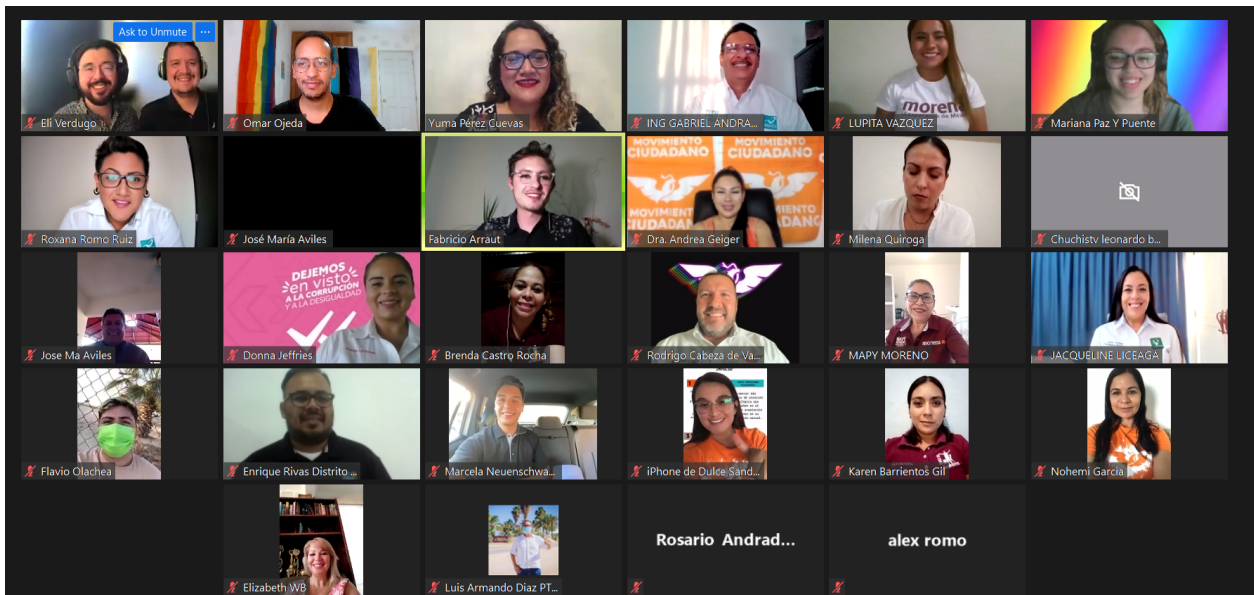 Ask to Unmute
...
Eli Verdugo
Omar Ojeda
Yuma Pérez Cuevas
ING GABRIEL ANDRA...
morena
LUPITA VAZQUEZ
Mariana Paz Y Puente
Roxana Romo Ruiz
José María Aviles
Fabricio Arraut
MOVIMIENTO CIUDADANO
MOVIMIENTO CIUDADANO
MOVIMIENTO
CIUDADANO
Dra. Andrea Geiger
Milena Quiroga
Chuchistv leonardo b...
Jose Ma Aviles
DEJEMOS
en visto
A LA CORRUPCIÓN
Y A LA DESIGUALDAD
Donna Jeffries
Brenda Castro Rocha
Rodrigo Cabeza de Va...
MAPY MORENO
JACQUELINE LICEAGA
Flavio Olachea
Enrique Rivas Distrito ...
Marcela Neuenschwa...
iPhone de Dulce Sand...
Karen Barrientos Gil
Nohemi Garcia
Elizabeth WB
Luis Armando Diaz PT...
Rosario Andrad...
alex romo